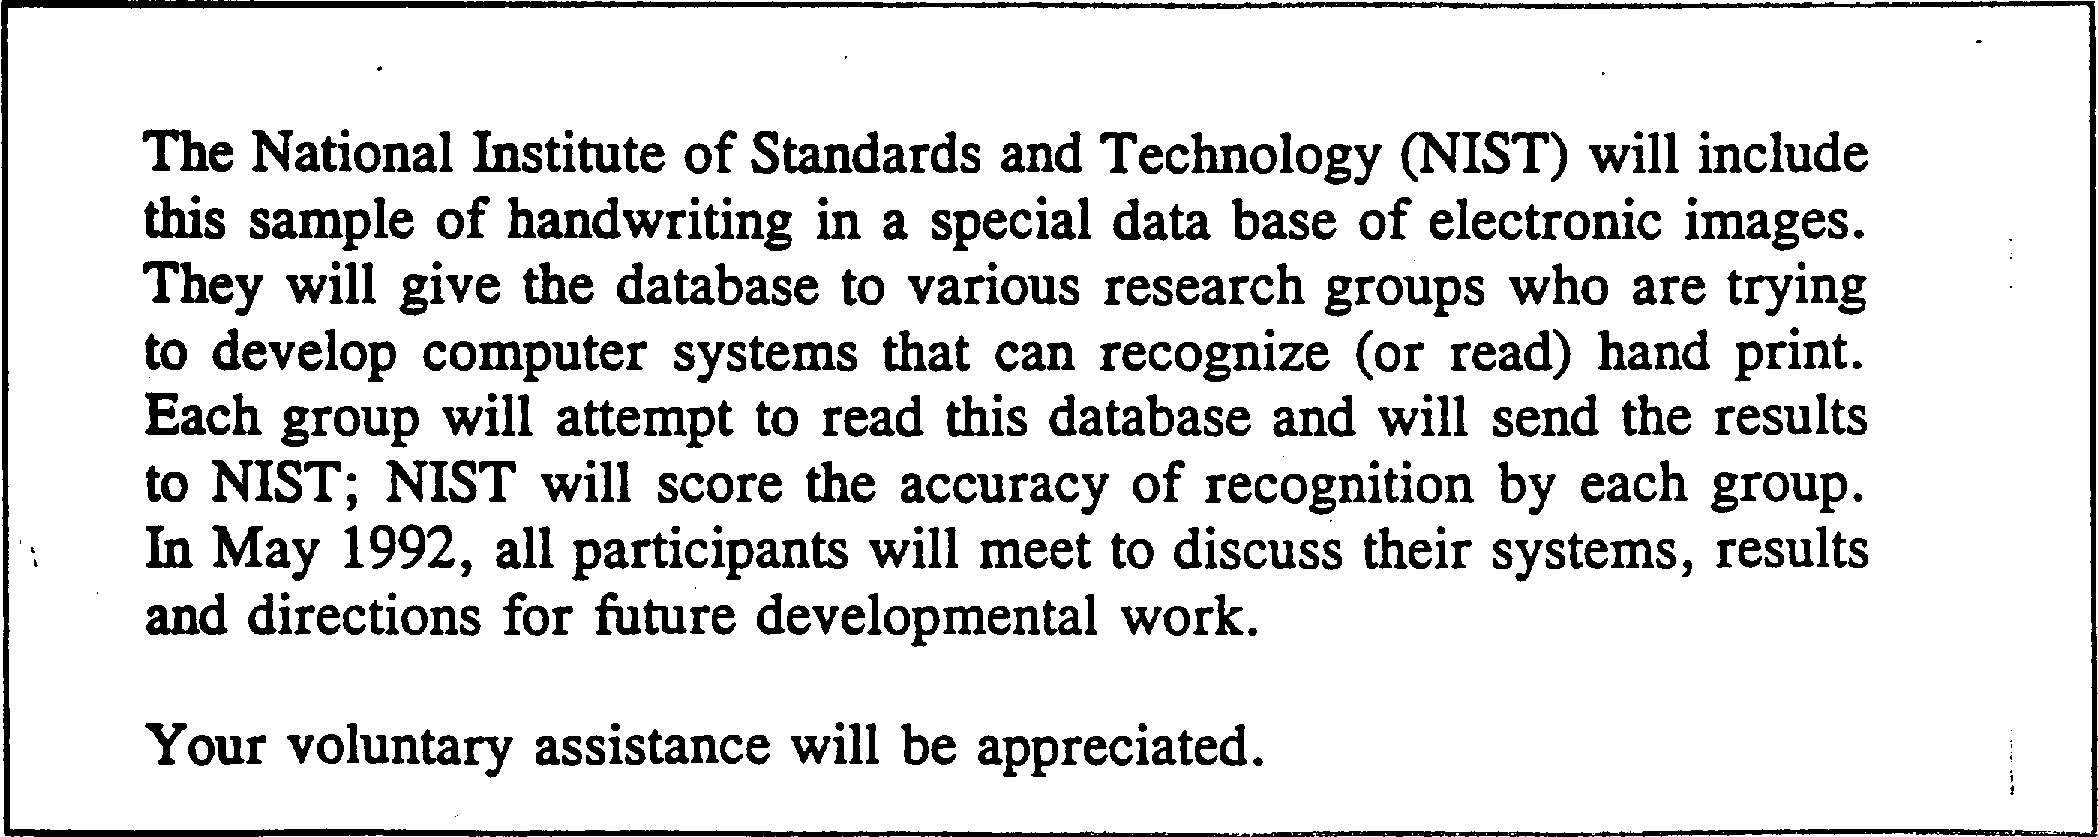 The National Institute of Standards and Technology (NIST) will include
this sample of handwriting in a special data base of electronic images.
They will give the database to various research groups who are trying
to develop computer systems that can recognize (or read) hand print.
Each group will attempt to read this database and will send the results
to NIST; NIST will score the accuracy of recognition by each group.
In May 1992, all participants will meet to discuss their systems, results
and directions for future developmental work.
Your voluntary assistance will be appreciated.